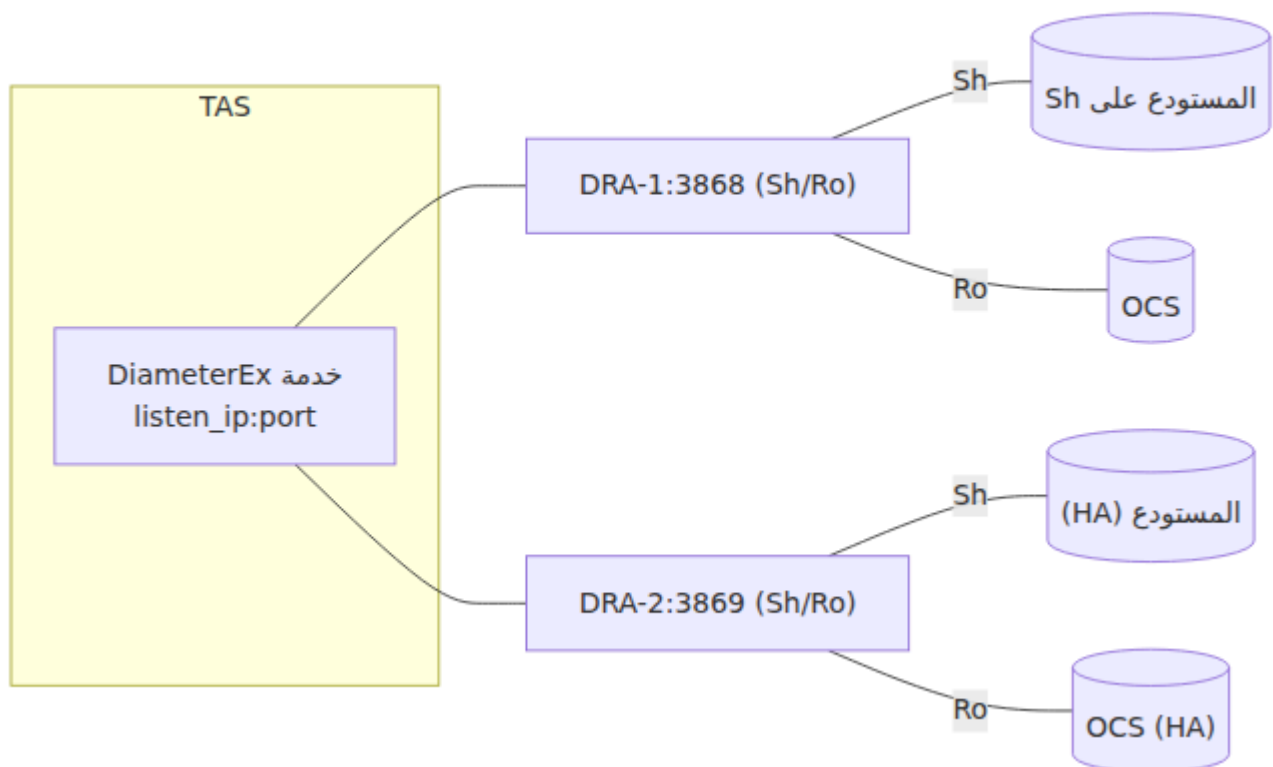 TAS
خدمة DiameterEx
listen_ip:port
DRA-1:3868 (Sh/Ro)
Sh
المستودع على Sh
Ro
OCS
DRA-2:3869 (Sh/Ro)
Sh
المستودع (HA)
Ro
OCS (HA)